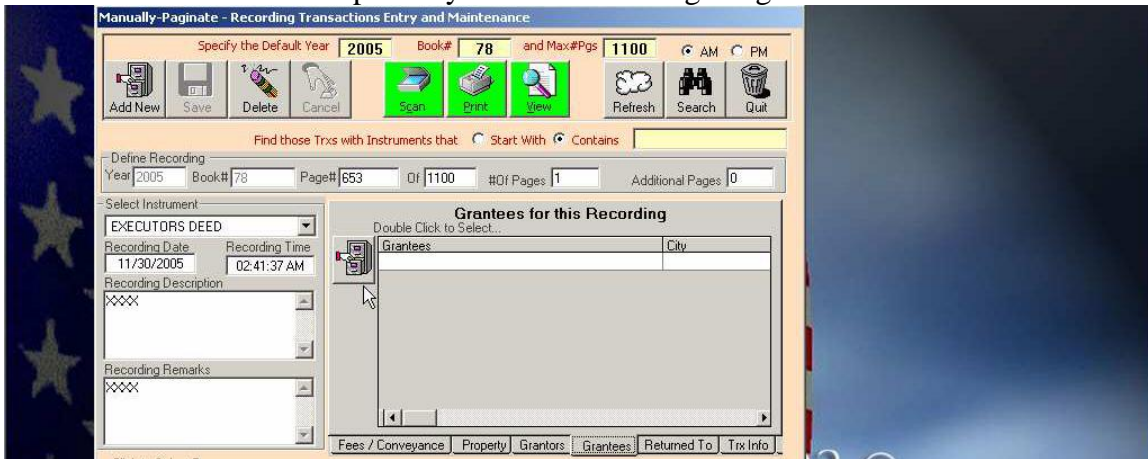 Manually-Paginate - Recording Transactions Entry and Maintenance
Specify the Default Year 2005 Book# 78 and Max#Pgs 1100 AM PM
Add New Save Delete Cancel Scan Print View Refresh Search Quit
Find those Trxs with Instruments that Start With Contains
Define Recording
Year 2005 Book# 78 Page# 653 Of 1100 #Of Pages 1 Additional Pages 0
Select Instrument
EXECUTORS DEED
Recording Date Recording Time
11/30/2005 02:41:37 AM
Recording Description
XXXX
Recording Remarks
XXXX
Grantees for this Recording
Double Click to Select...
Grantees City
Fees / Conveyance Property Grantors Grantees Returned To Trx Info